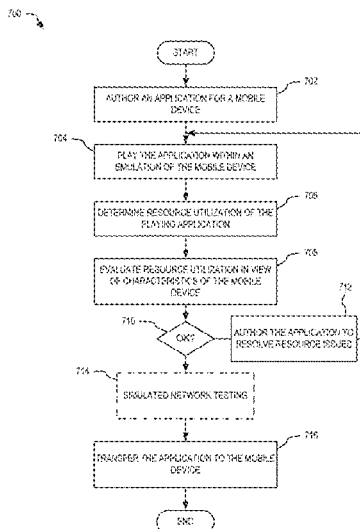 700
START
702
AUTHOR AN APPLICATION FOR A MOBILE
DEVICE
704
PLAY THE APPLICATION WITHIN AN
EMULATION OF THE MOBILE DEVICE
706
DETERMINE RESOURCE UTILIZATION OF THE
PLAYING APPLICATION
708
EVALUATE RESOURCE UTILIZATION IN VIEW
OF CHARACTERISTICS OF THE MOBILE
DEVICE
710
OK?
712
AUTHOR THE APPLICATION TO
RESOLVE RESOURCE ISSUES
714
SIMULATED NETWORK TESTING
716
TRANSFER THE APPLICATION TO THE MOBILE
DEVICE
END